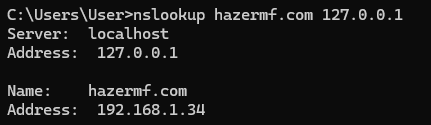 C:\Users\User>nslookup hazermf.com 127.0.0.1
Server:  localhost
Address:  127.0.0.1

Name:    hazermf.com
Address:  192.168.1.34